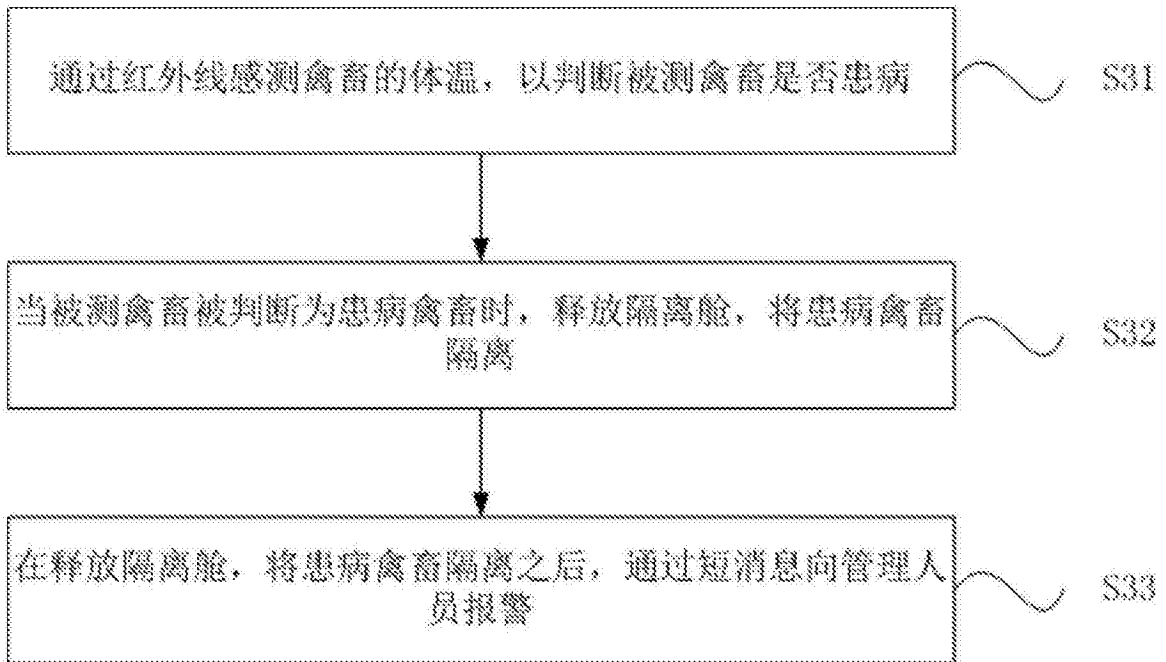 通过红外线感测禽畜的体温，以判断被测禽畜是否患病
S31
当被测禽畜被判断为患病禽畜时，释放隔离舱，将患病禽畜
隔离
S32
在释放隔离舱，将患病禽畜隔离之后，通过短消息向管理人
员报警
S33